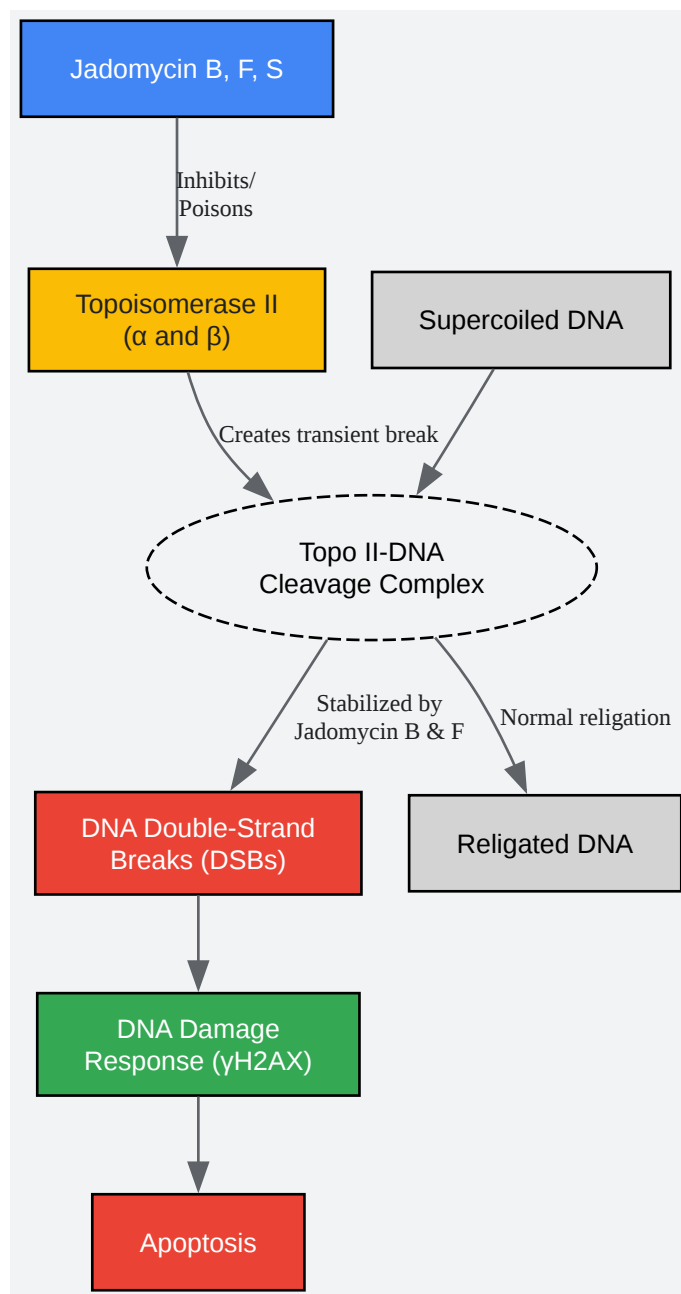 Jadomycin B, F, S
Inhibits/
Poisons
Topoisomerase II
(α and β)
Supercoiled DNA
Creates transient break
Topo II-DNA
Cleavage Complex
Stabilized by
Jadomycin B & F
Normal religation
DNA Double-Strand
Breaks (DSBs)
Religated DNA
DNA Damage
Response (γH2AX)
Apoptosis